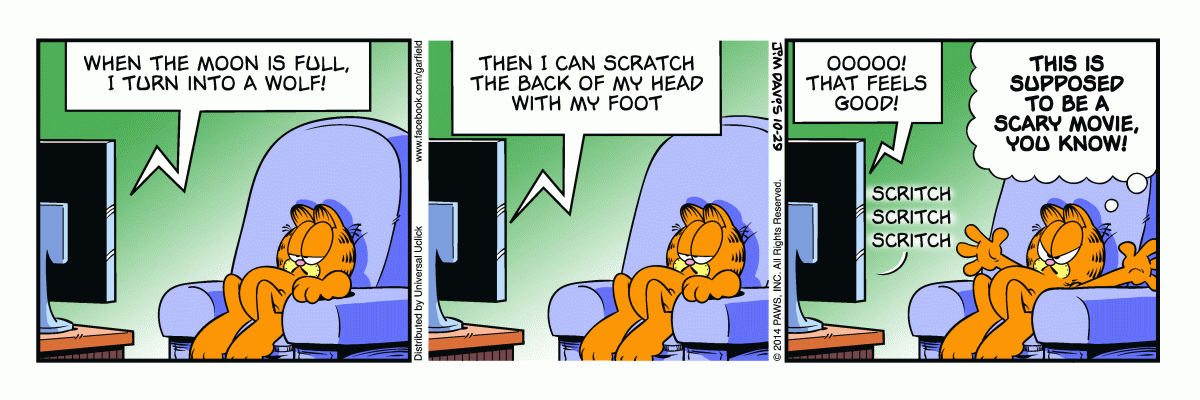 WHEN THE MOON IS FULL,
I TURN INTO A WOLF!
www.facebook.com/garfield
Distributed by Universal Uclick
THEN I CAN SCRATCH
THE BACK OF MY HEAD
WITH MY FOOT
JIM DAVIS 10-29
© 2014 PAWS, INC. All Rights Reserved.
OOOOO!
THAT FEELS
GOOD!
SCRITCH
SCRITCH
SCRITCH
THIS IS
SUPPOSED
TO BE A
SCARY MOVIE,
YOU KNOW!